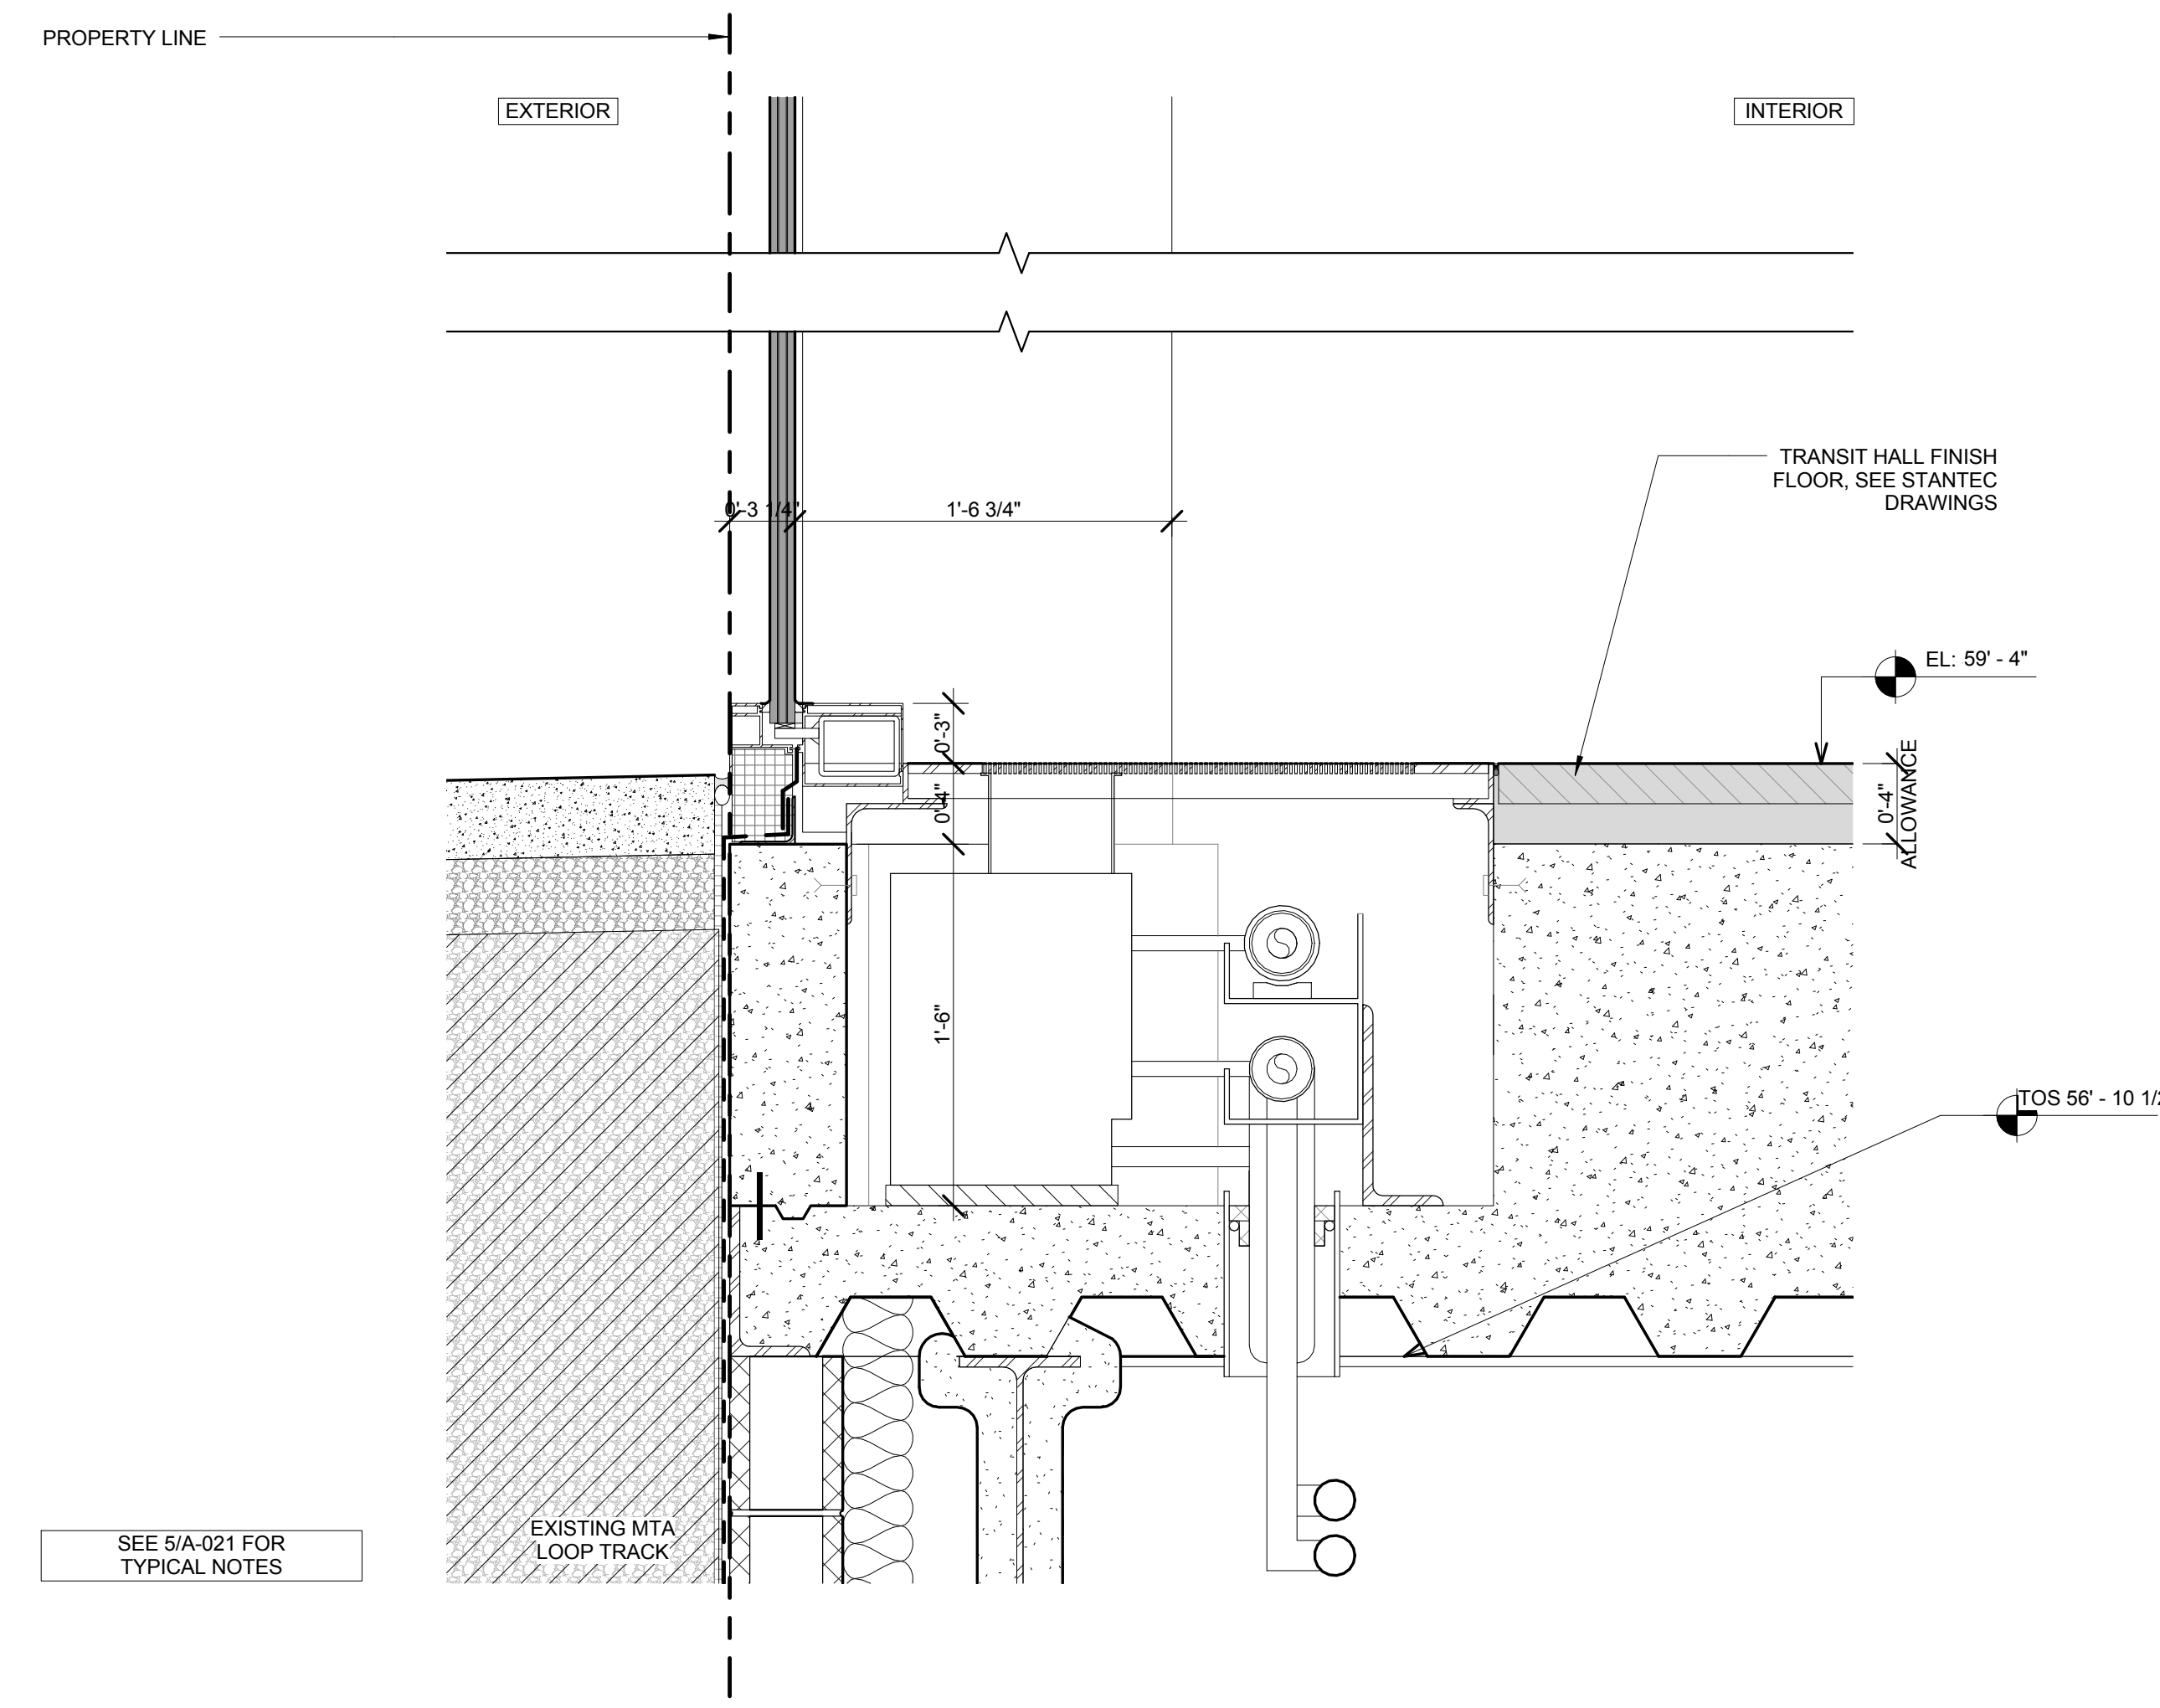 PROPERTY LINE
EXTERIOR
INTERIOR
TRANSIT HALL FINISH
FLOOR, SEE STANTEC
DRAWINGS
0'-3 1/4"
1'-6 3/4"
EL: 59' - 4"
0'-3"
0'-4"
0'-4"
ALLOWANCE
1'-6"
TOS 56' - 10
EXISTING MTA
LOOP TRACK
SEE 5/A-021 FOR
TYPICAL NOTES